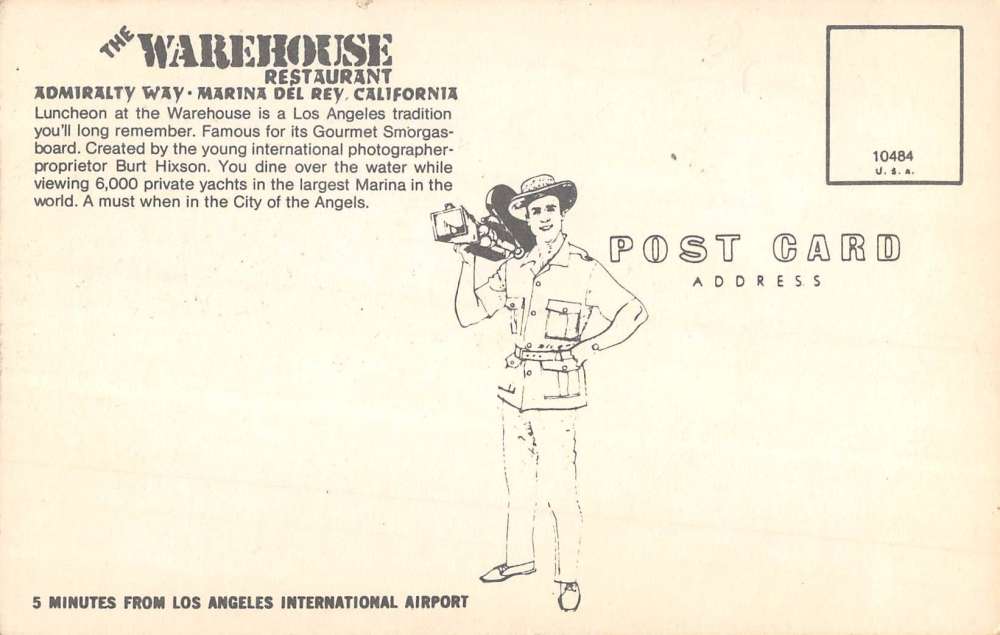 THE WAREHOUSE
RESTAURANT
ADMIRALTY WAY • MARINA DEL REY, CALIFORNIA
Luncheon at the Warehouse is a Los Angeles tradition
you'll long remember. Famous for its Gourmet Smorgas-
board. Created by the young international photographer-
proprietor Burt Hixson. You dine over the water while
viewing 6,000 private yachts in the largest Marina in the
world. A must when in the City of the Angels.
10484
U.S.A.
POST CARD
ADDRESS
5 MINUTES FROM LOS ANGELES INTERNATIONAL AIRPORT